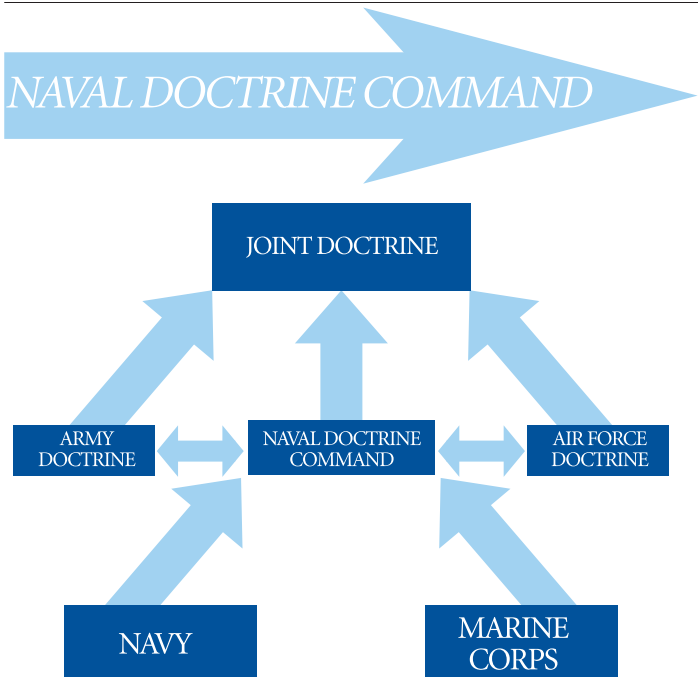 NAVAL DOCTRINE COMMAND
JOINT DOCTRINE
ARMY
DOCTRINE
NAVAL DOCTRINE
COMMAND
AIR FORCE
DOCTRINE
NAVY
MARINE
CORPS